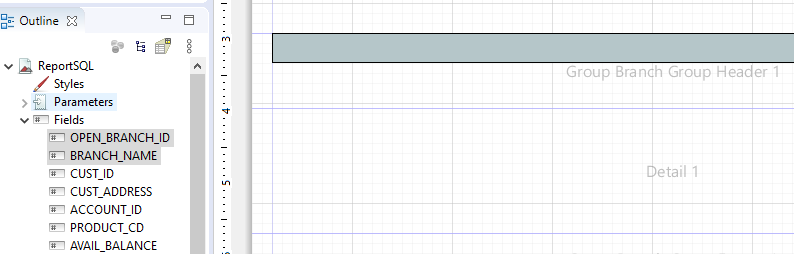 Outline
ReportSQL
Styles
Parameters
Fields
OPEN_BRANCH_ID
BRANCH_NAME
CUST_ID
CUST_ADDRESS
ACCOUNT_ID
PRODUCT_CD
AVAIL_BALANCE
3
Group Branch Group Header 1
4
Detail 1
5